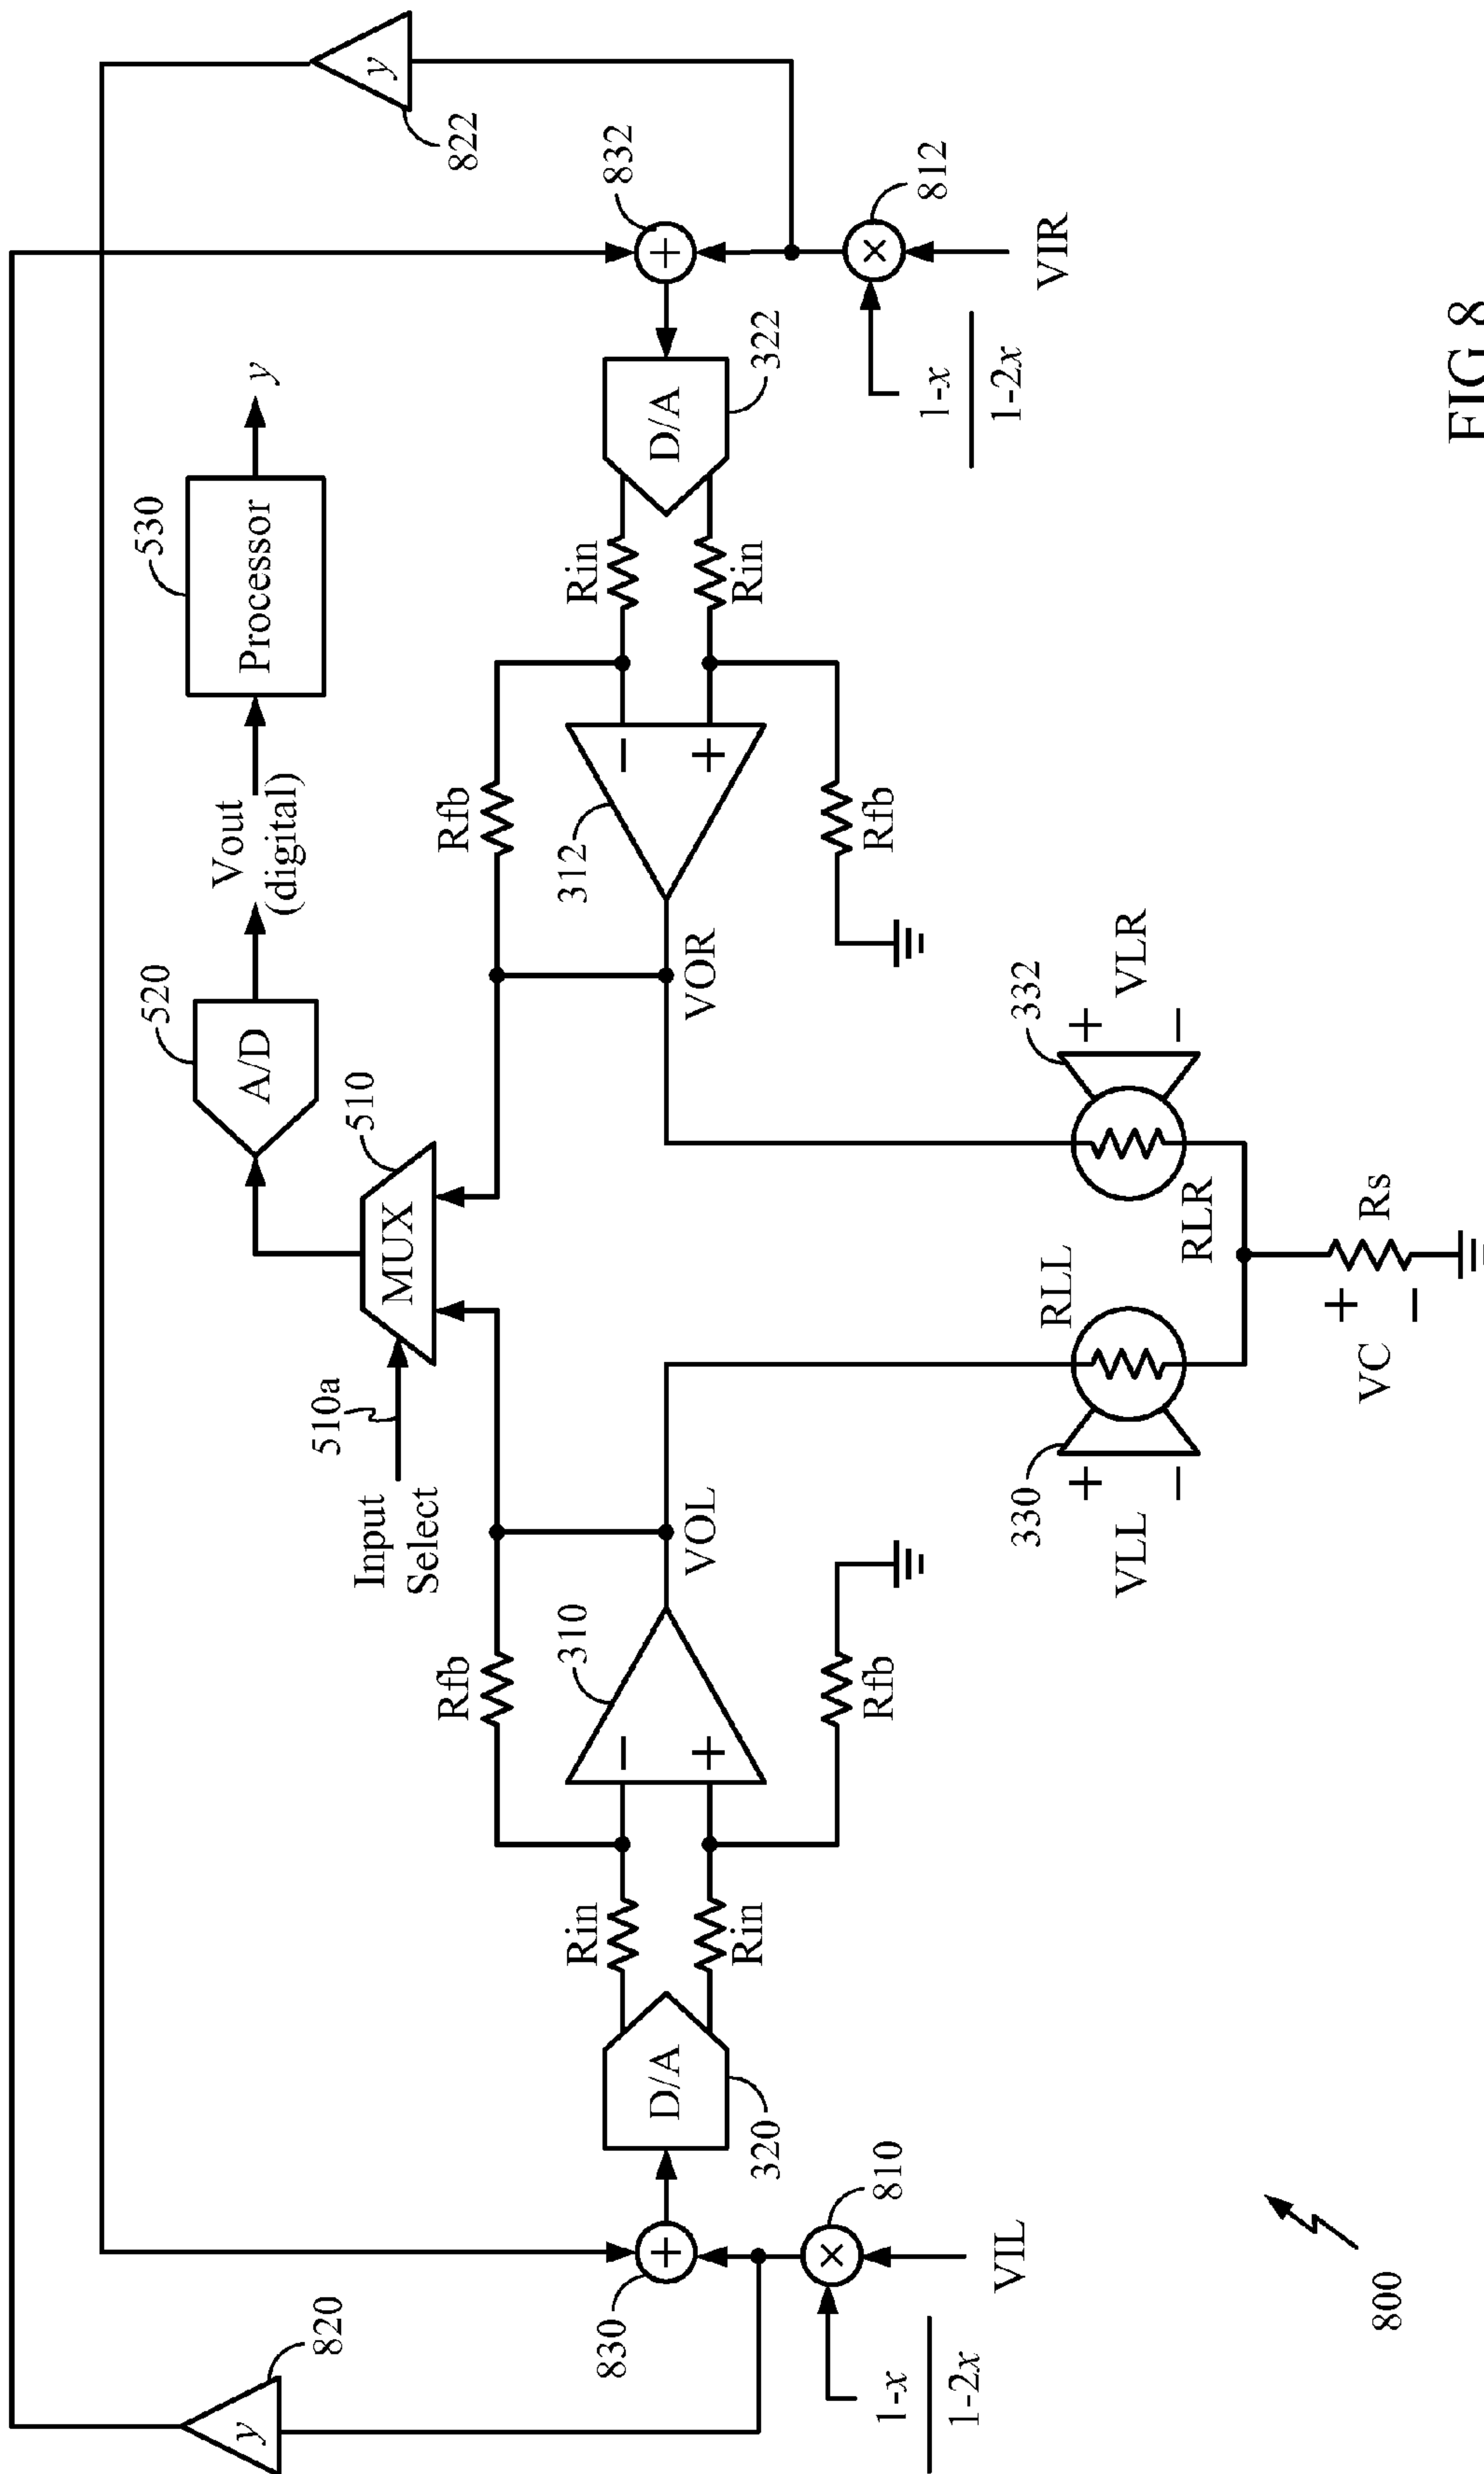 y
820
830
1-x
1-2x
810
VIL
D/A
320
Rin
Rin
Rfb
310
−
+
Rfb
VOL
Input
Select
510a
MUX
510
A/D
520
Vout
(digital)
Processor
530
y
VOR
Rfb
312
−
+
Rfb
Rin
Rin
D/A
322
832
812
1-x
1-2x
VIR
y
822
330
VLL
+
−
RLL
RLR
332
+
−
VLR
VC
+
−
Rs
800
FIG 8